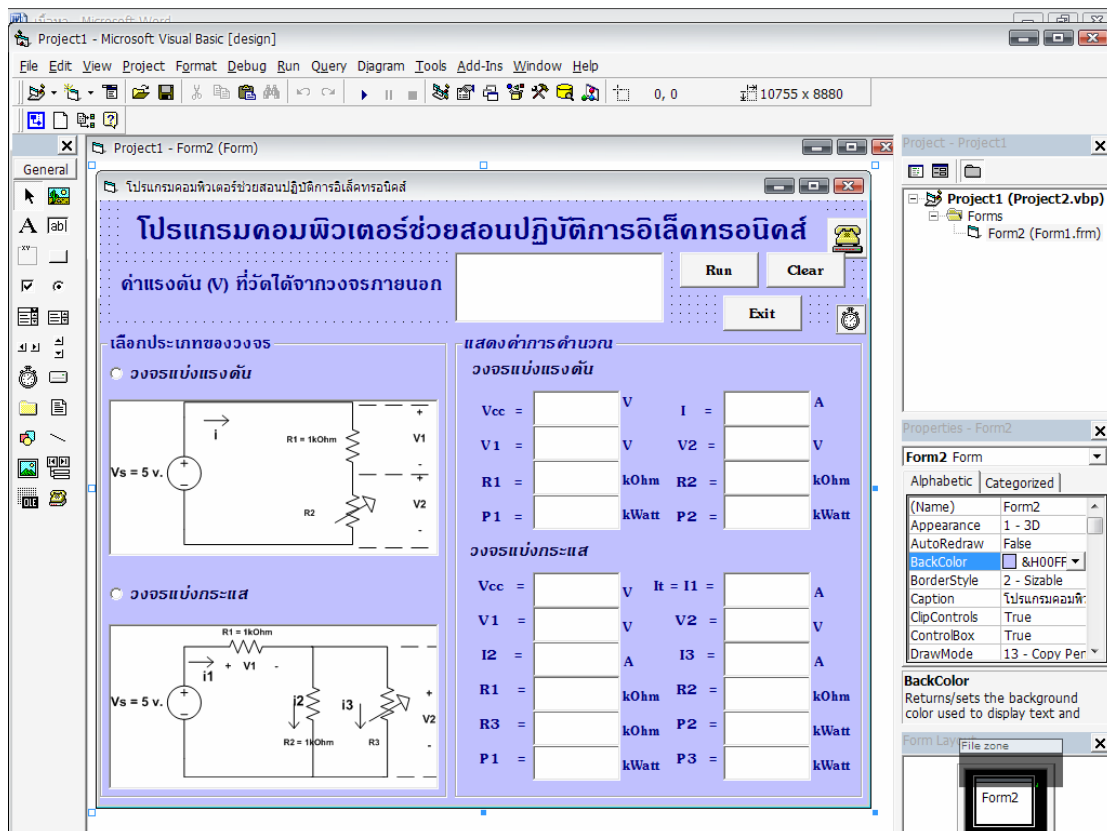 Project1 - Microsoft Visual Basic [design]
File Edit View Project Format Debug Run Query Diagram Tools Add-Ins Window Help
0, 0
10755 x 8880
Project1 - Form2 (Form)
General
โปรแกรมคอมพิวเตอร์ช่วยสอนปฏิบัติการอิเล็คทรอนิคส์
โปรแกรมคอมพิวเตอร์ช่วยสอนปฏิบัติการอิเล็คทรอนิคส์
ค่าแรงดัน (V) ที่วัดได้จากวงจรภายนอก
Run
Clear
Exit
เลือกประเภทของวงจร
วงจรแบ่งแรงดัน
i
R1 = 1kOhm
Vs = 5 v.
+
-
+
V1
-
+
V2
-
R2
วงจรแบ่งกระแส
R1 = 1kOhm
i1
+ V1 -
Vs = 5 v.
+
-
i2
i3
+
V2
-
R2 = 1kOhm
R3
แสดงค่าการคำนวณ
วงจรแบ่งแรงดัน
Vcc = V I = A
V1 = V V2 = V
R1 = kOhm R2 = kOhm
P1 = kWatt P2 = kWatt
วงจรแบ่งกระแส
Vcc = V It = I1 = A
V1 = V V2 = V
I2 = A I3 = A
R1 = kOhm R2 = kOhm
R3 = kOhm P2 = kWatt
P1 = kWatt P3 = kWatt
Project - Project1
Project1 (Project2.vbp)
Forms
Form2 (Form1.frm)
Properties - Form2
Form2 Form
Alphabetic Categorized
(Name) Form2
Appearance 1 - 3D
AutoRedraw False
BackColor &H00FF
BorderStyle 2 - Sizable
Caption โปรแกรมคอมพิว
ClipControls True
ControlBox True
DrawMode 13 - Copy Per
BackColor
Returns/sets the background
color used to display text and
Form Lay
File zone
Form2